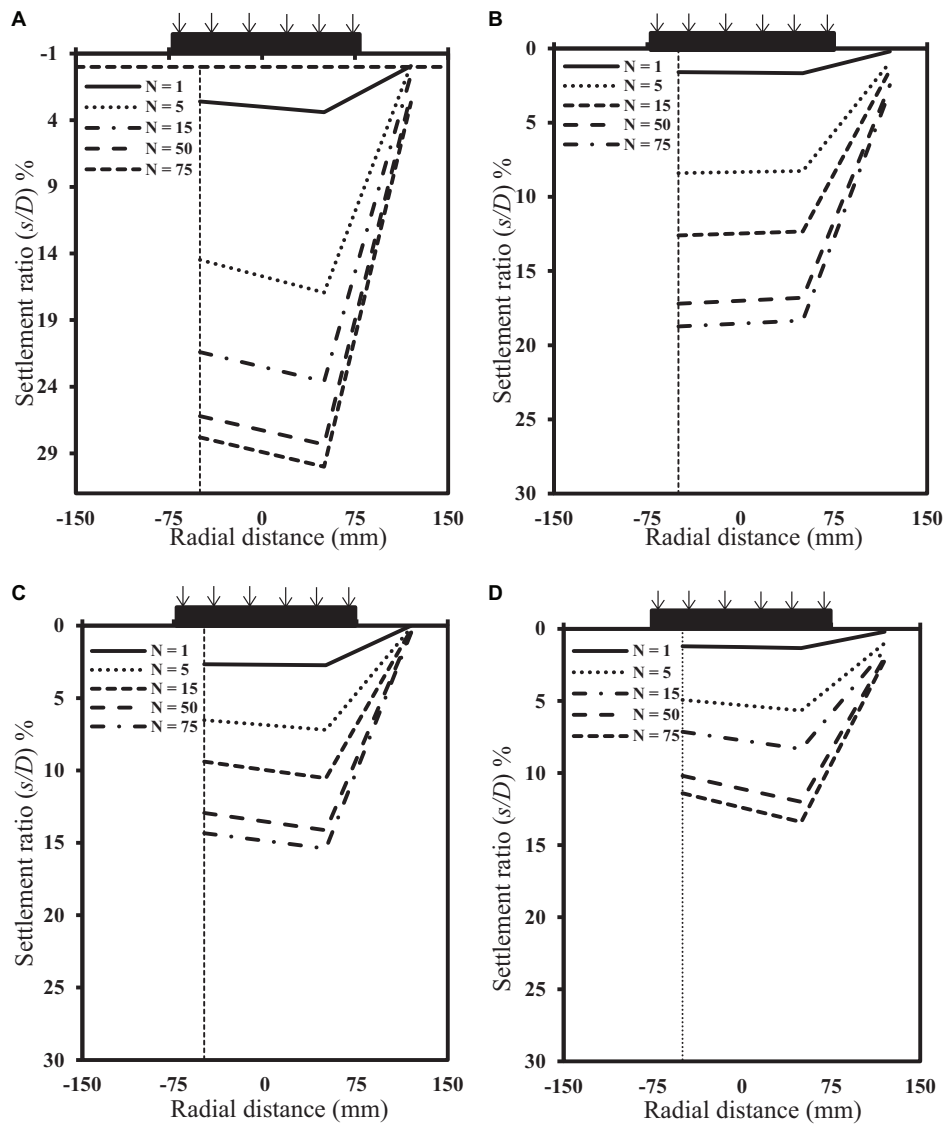 A
-1
4
9
14
19
24
29
Settlement ratio (s/D) %
N = 1
N = 5
N = 15
N = 50
N = 75
-150 -75 0 75 150
Radial distance (mm)
B
0
5
10
15
20
25
30
Settlement ratio (s/D) %
N = 1
N = 5
N = 15
N = 50
N = 75
-150 -75 0 75 150
Radial distance (mm)
C
0
5
10
15
20
25
30
Settlement ratio (s/D) %
N = 1
N = 5
N = 15
N = 50
N = 75
-150 -75 0 75 150
Radial distance (mm)
D
0
5
10
15
20
25
30
Settlement ratio (s/D) %
N = 1
N = 5
N = 15
N = 50
N = 75
-150 -75 0 75 150
Radial distance (mm)